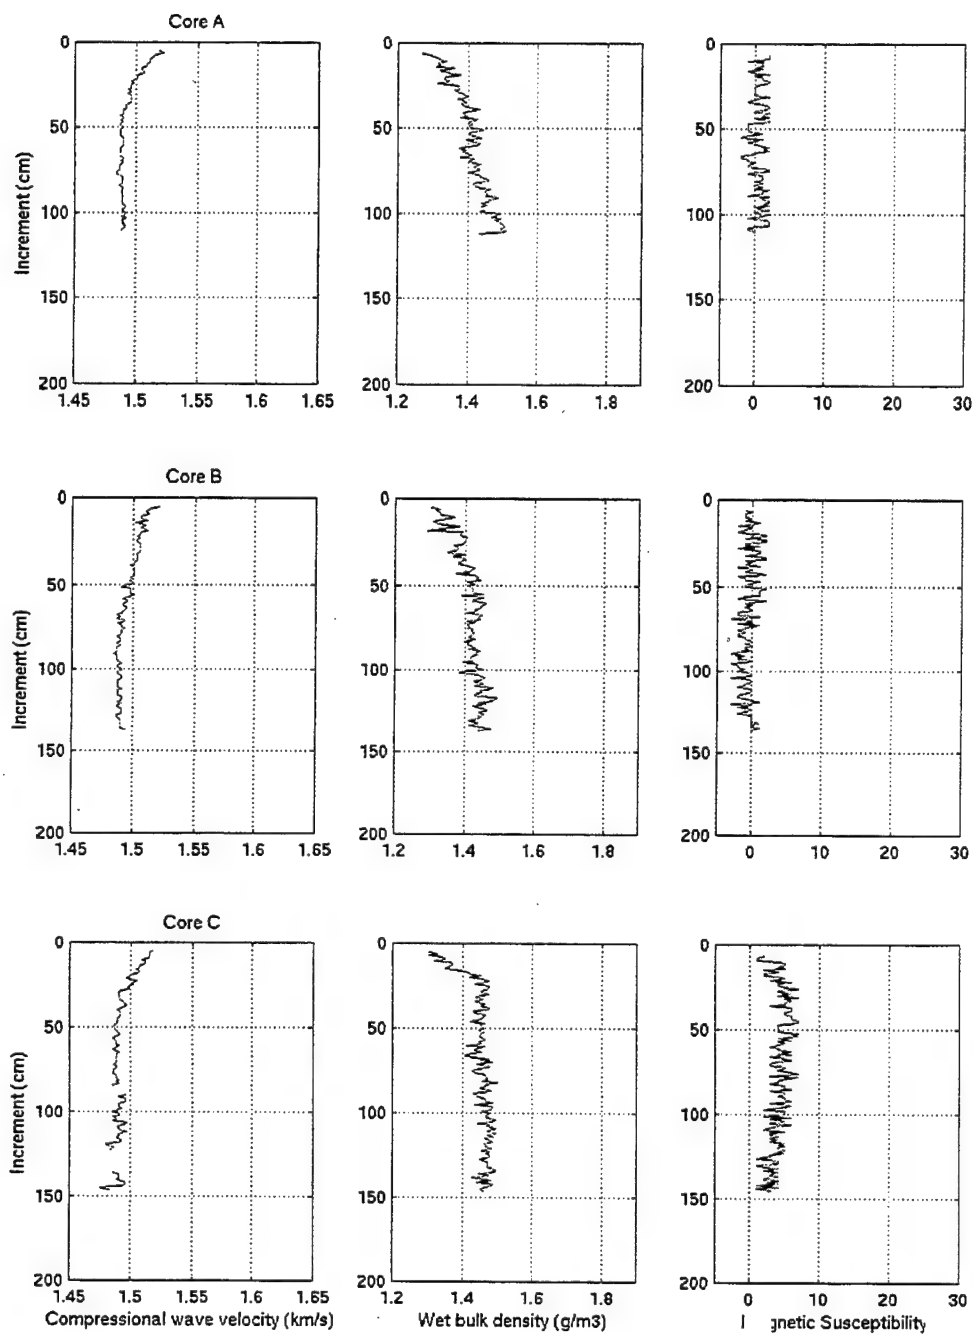 Core A
0
50
100
150
200
Increment (cm)
1.45 1.5 1.55 1.6 1.65
0
50
100
150
200
1.2 1.4 1.6 1.8
0
50
100
150
200
0 10 20 30
Core B
0
50
100
150
200
Increment (cm)
1.45 1.5 1.55 1.6 1.65
0
50
100
150
200
1.2 1.4 1.6 1.8
0
50
100
150
200
0 10 20 30
Core C
0
50
100
150
200
Increment (cm)
1.45 1.5 1.55 1.6 1.65
Compressional wave velocity (km/s)
0
50
100
150
200
1.2 1.4 1.6 1.8
Wet bulk density (g/m3)
0
50
100
150
200
0 10 20 30
gnetic Susceptibility